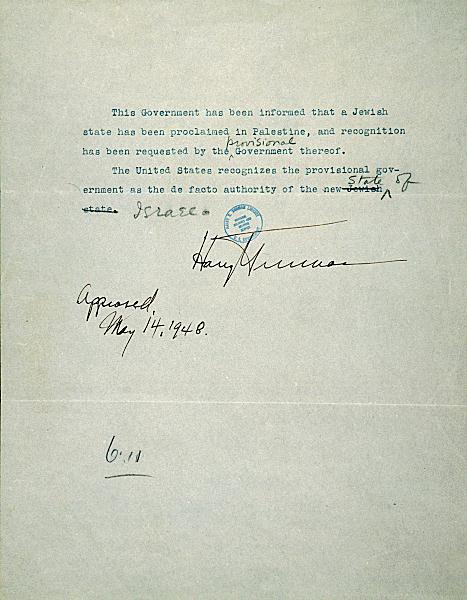 This Government has been informed that a Jewish
state has been proclaimed in Palestine, and recognition
provisional
has been requested by the Government thereof.
The United States recognizes the provisional gov-
ernment as the de facto authority of the new Jewish
State of
state. Israel.
Harry Truman
Approved,
May 14, 1948.
6.11